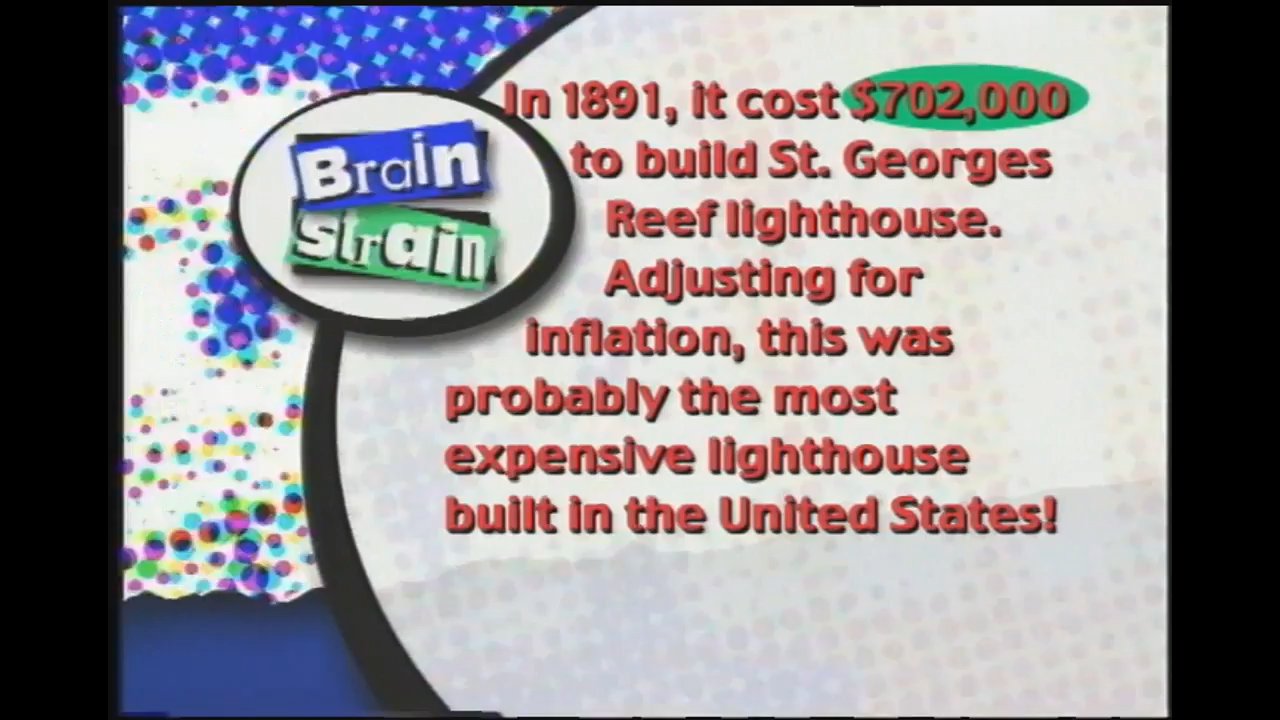 Brain
strain
In 1891, it cost $702,000
to build St. Georges
Reef lighthouse.
Adjusting for
inflation, this was
probably the most
expensive lighthouse
built in the United States!